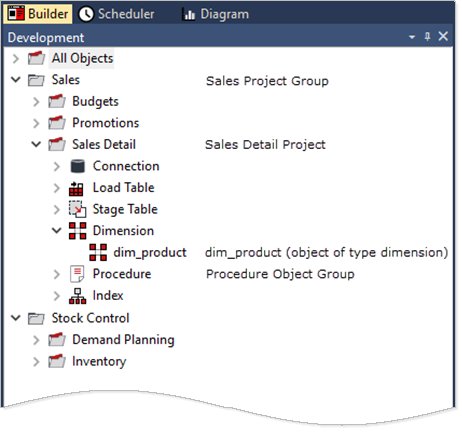 Builder Scheduler Diagram
Development
All Objects
Sales Sales Project Group
Budgets
Promotions
Sales Detail Sales Detail Project
Connection
Load Table
Stage Table
Dimension
dim_product dim_product (object of type dimension)
Procedure Procedure Object Group
Index
Stock Control
Demand Planning
Inventory